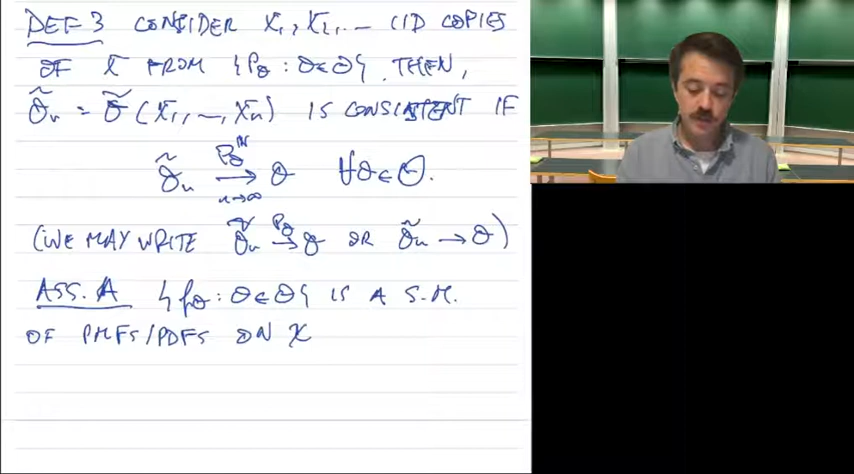 DEF 3 CONSIDER X₁, X₂, ... IID COPIES
OF X FROM {P_θ : θ∈Θ}. THEN,
θ̃ₙ = θ̃(X₁, ..., Xₙ) IS CONSISTENT IF
θ̃ₙ →^{P_θ^ℕ}_{n→∞} θ ∀θ∈Θ.
(WE MAY WRITE θ̃ₙ →^{P_θ} θ OR θ̃ₙ → θ)
ASS. A {f_θ : θ∈Θ} IS A S.M.
OF PMFS/PDFS ON 𝒳